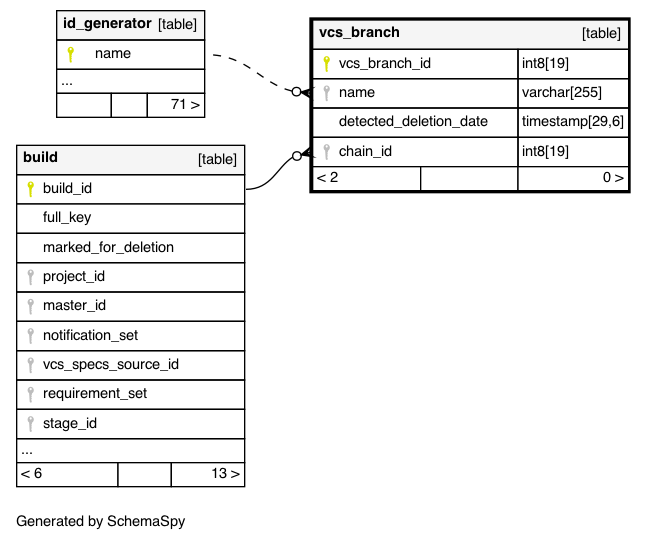 id_generator [table]
name
...
71 >
vcs_branch [table]
vcs_branch_id int8[19]
name varchar[255]
detected_deletion_date timestamp[29,6]
chain_id int8[19]
< 2 0 >
build [table]
build_id
full_key
marked_for_deletion
project_id
master_id
notification_set
vcs_specs_source_id
requirement_set
stage_id
...
< 6 13 >
Generated by SchemaSpy